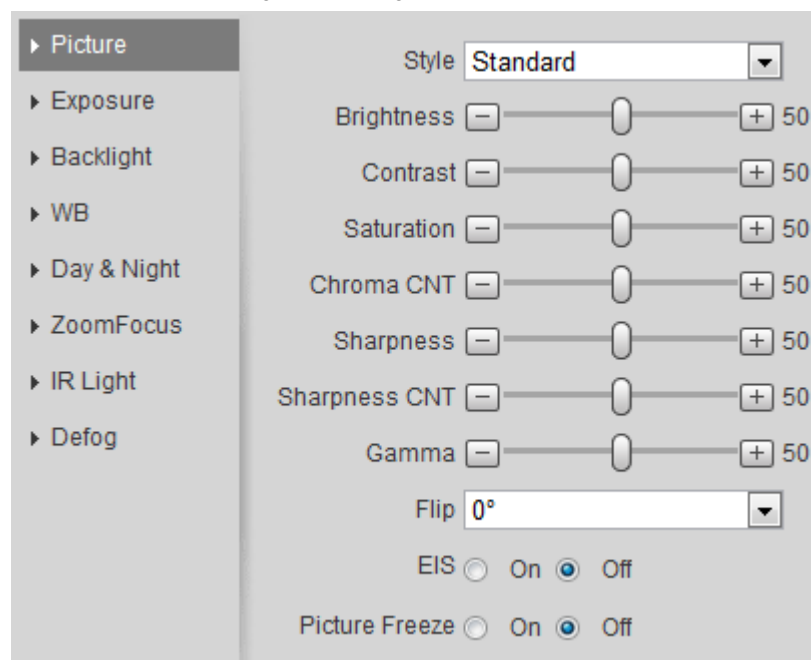 Picture
Exposure
Backlight
WB
Day & Night
ZoomFocus
IR Light
Defog
Style Standard
Brightness 50
Contrast 50
Saturation 50
Chroma CNT 50
Sharpness 50
Sharpness CNT 50
Gamma 50
Flip 0°
EIS On Off
Picture Freeze On Off